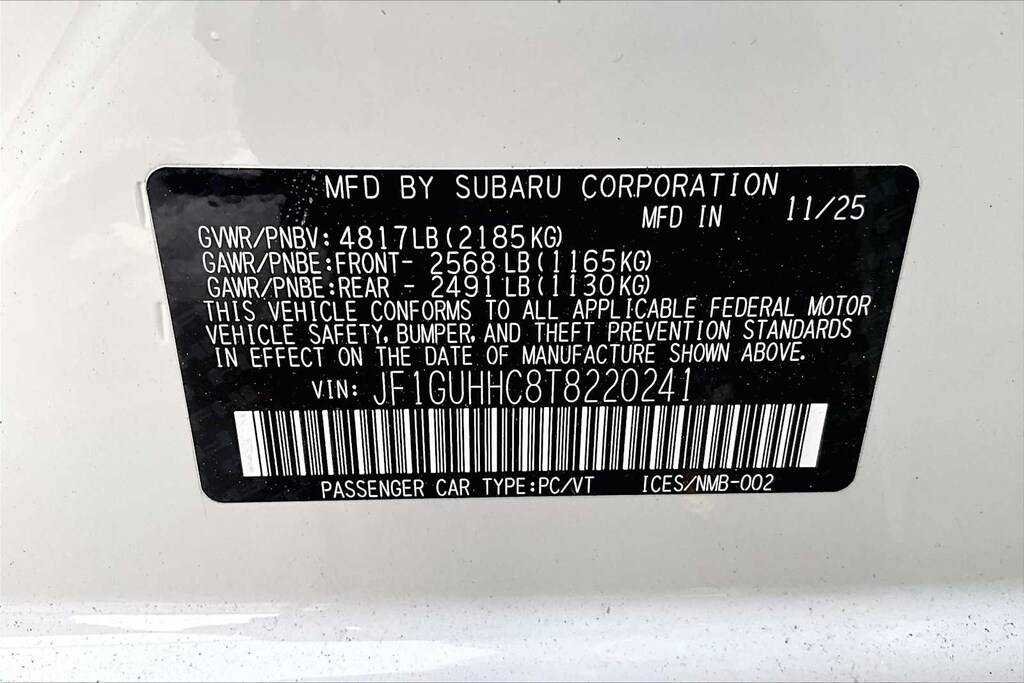 MFD BY SUBARU CORPORATION
MFD IN 11/25
GVWR/PNBV: 4817LB(2185KG)
GAWR/PNBE:FRONT- 2568 LB(1165KG)
GAWR/PNBE:REAR - 2491 LB(1130KG)
THIS VEHICLE CONFORMS TO ALL APPLICABLE FEDERAL MOTOR
VEHICLE SAFETY, BUMPER, AND THEFT PREVENTION STANDARDS
IN EFFECT ON THE DATE OF MANUFACTURE SHOWN ABOVE.
VIN: JF1GUHHC8T8220241
PASSENGER CAR TYPE:PC/VT ICES/NMB-002